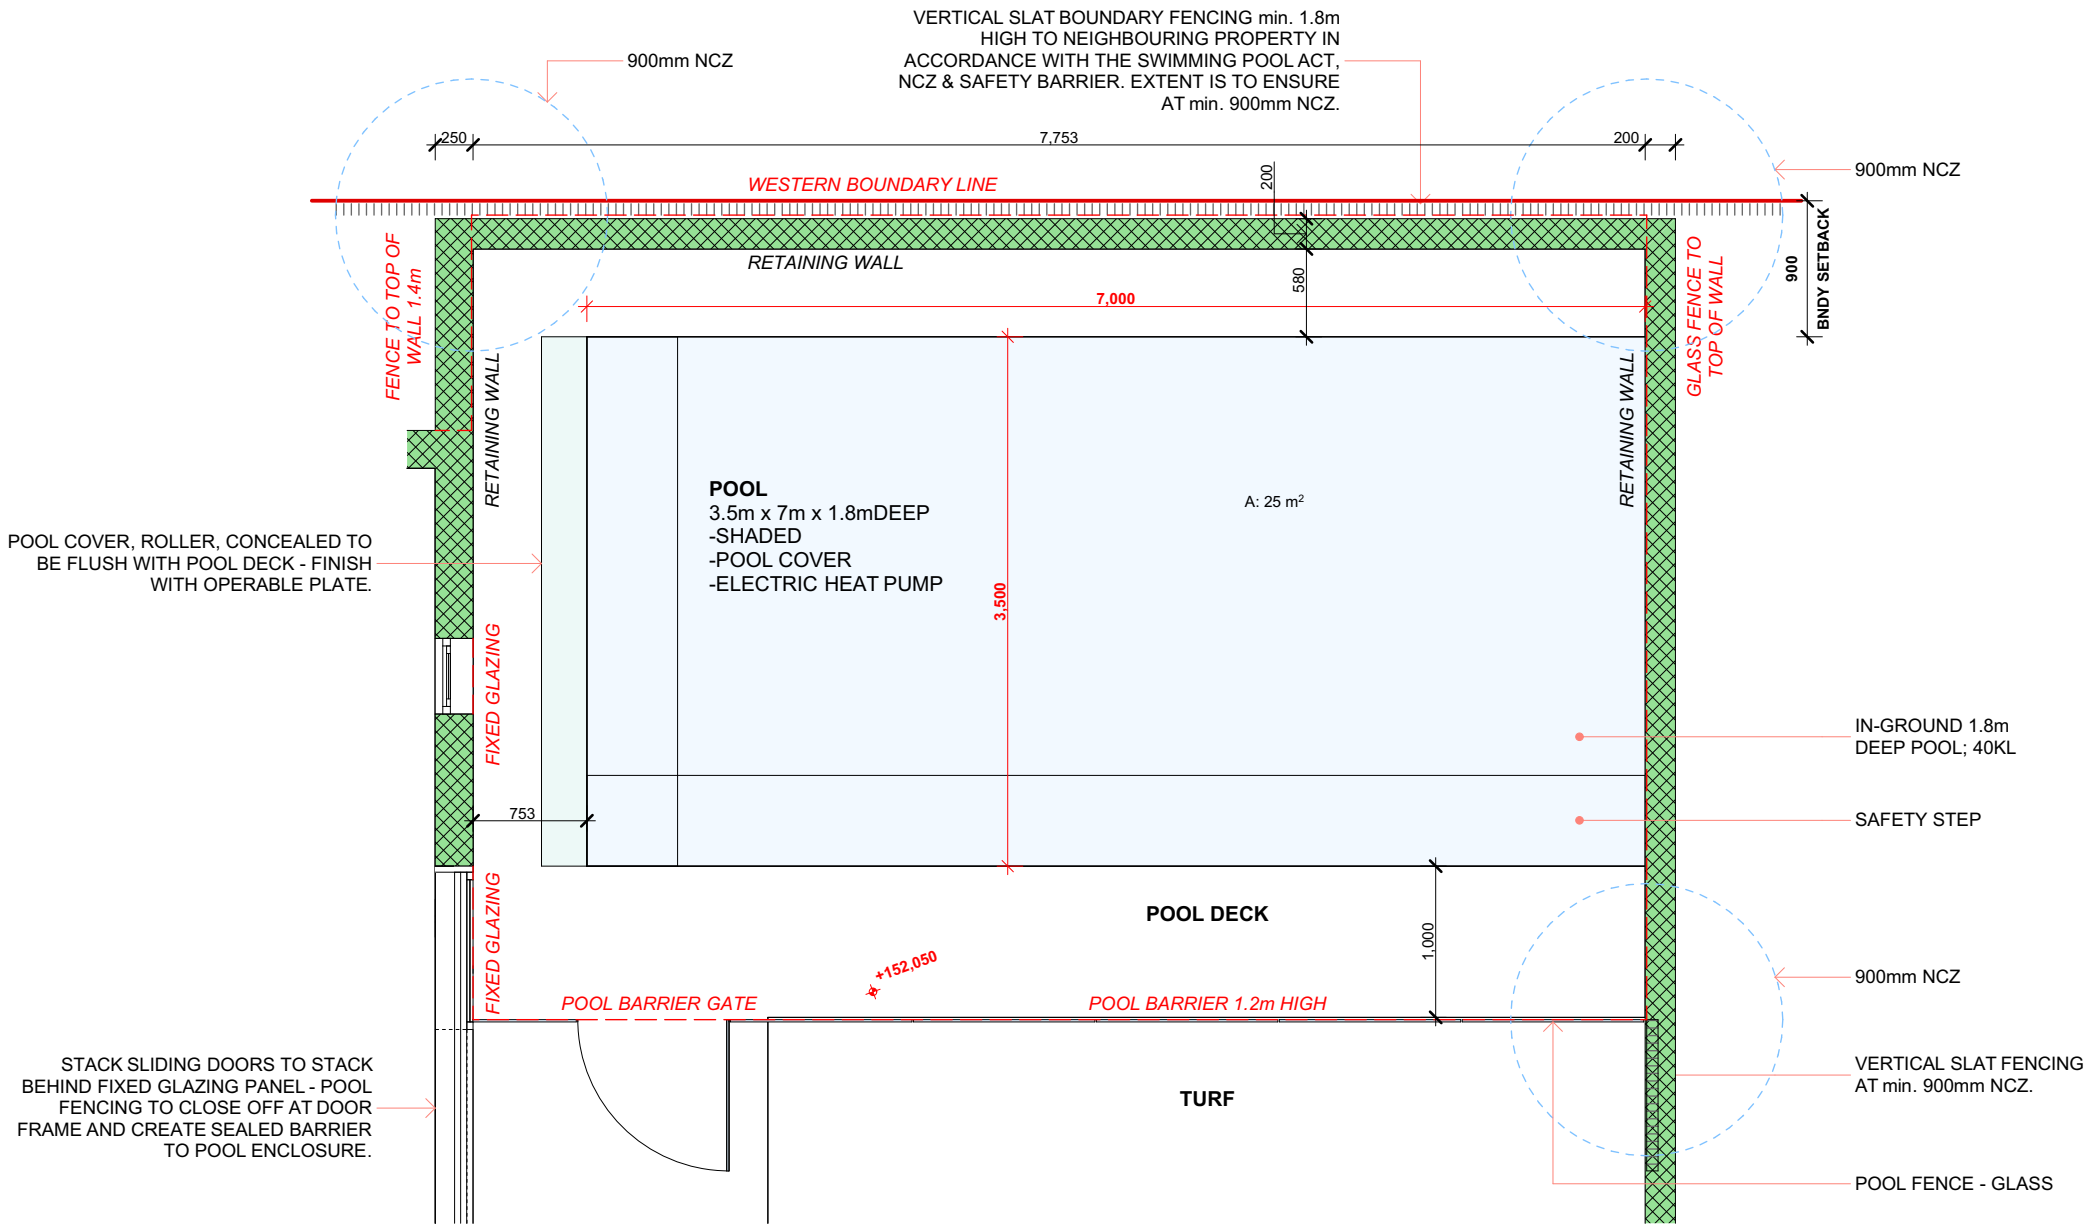 VERTICAL SLAT BOUNDARY FENCING min. 1.8m
HIGH TO NEIGHBOURING PROPERTY IN
ACCORDANCE WITH THE SWIMMING POOL ACT,
NCZ & SAFETY BARRIER. EXTENT IS TO ENSURE
AT min. 900mm NCZ.
900mm NCZ
250
7,753
200
900mm NCZ
WESTERN BOUNDARY LINE
200
RETAINING WALL
FENCE TO TOP OF
WALL 1.4m
580
7,000
GLASS FENCE TO
TOP OF WALL
900
BNDY SETBACK
RETAINING WALL
RETAINING WALL
POOL
3.5m x 7m x 1.8mDEEP
-SHADED
-POOL COVER
-ELECTRIC HEAT PUMP
A: 25 m²
3,500
POOL COVER, ROLLER, CONCEALED TO
BE FLUSH WITH POOL DECK - FINISH
WITH OPERABLE PLATE.
FIXED GLAZING
IN-GROUND 1.8m
DEEP POOL; 40KL
753
SAFETY STEP
FIXED GLAZING
POOL DECK
1,000
+152,050
900mm NCZ
POOL BARRIER GATE
POOL BARRIER 1.2m HIGH
STACK SLIDING DOORS TO STACK
BEHIND FIXED GLAZING PANEL - POOL
FENCING TO CLOSE OFF AT DOOR
FRAME AND CREATE SEALED BARRIER
TO POOL ENCLOSURE.
TURF
VERTICAL SLAT FENCING
AT min. 900mm NCZ.
POOL FENCE - GLASS